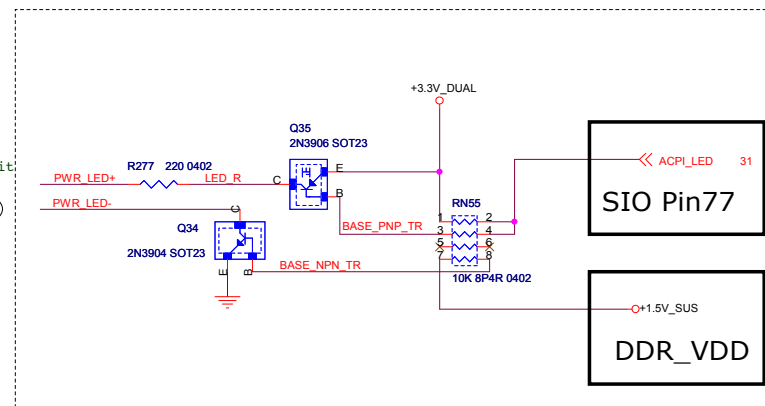 +3.3V_DUAL
Q35
2N3906 SOT23
it
R277 220 0402
PWR_LED+
LED_R
C
E
B
ACPI_LED 31
SIO Pin77
PWR_LED-
)
C
Q34
2N3904 SOT23
BASE_PNP_TR
RN55
1 2
3 4
5 6
7 8
E
B
BASE_NPN_TR
10K 8P4R 0402
+1.5V_SUS
DDR_VDD